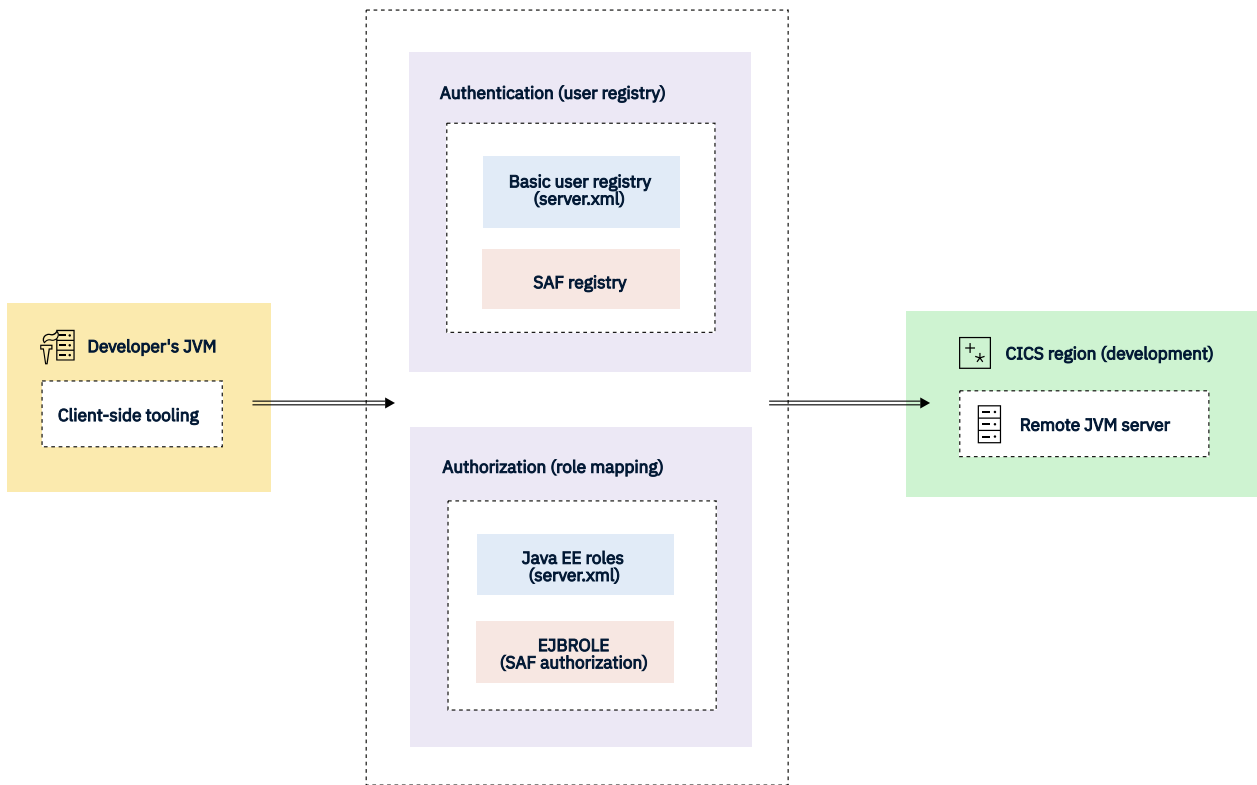 Authentication (user registry)
Basic user registry
(server.xml)
SAF registry
Developer's JVM
Client-side tooling
CICS region (development)
Remote JVM server
Authorization (role mapping)
Java EE roles
(server.xml)
EJBROLE
(SAF authorization)